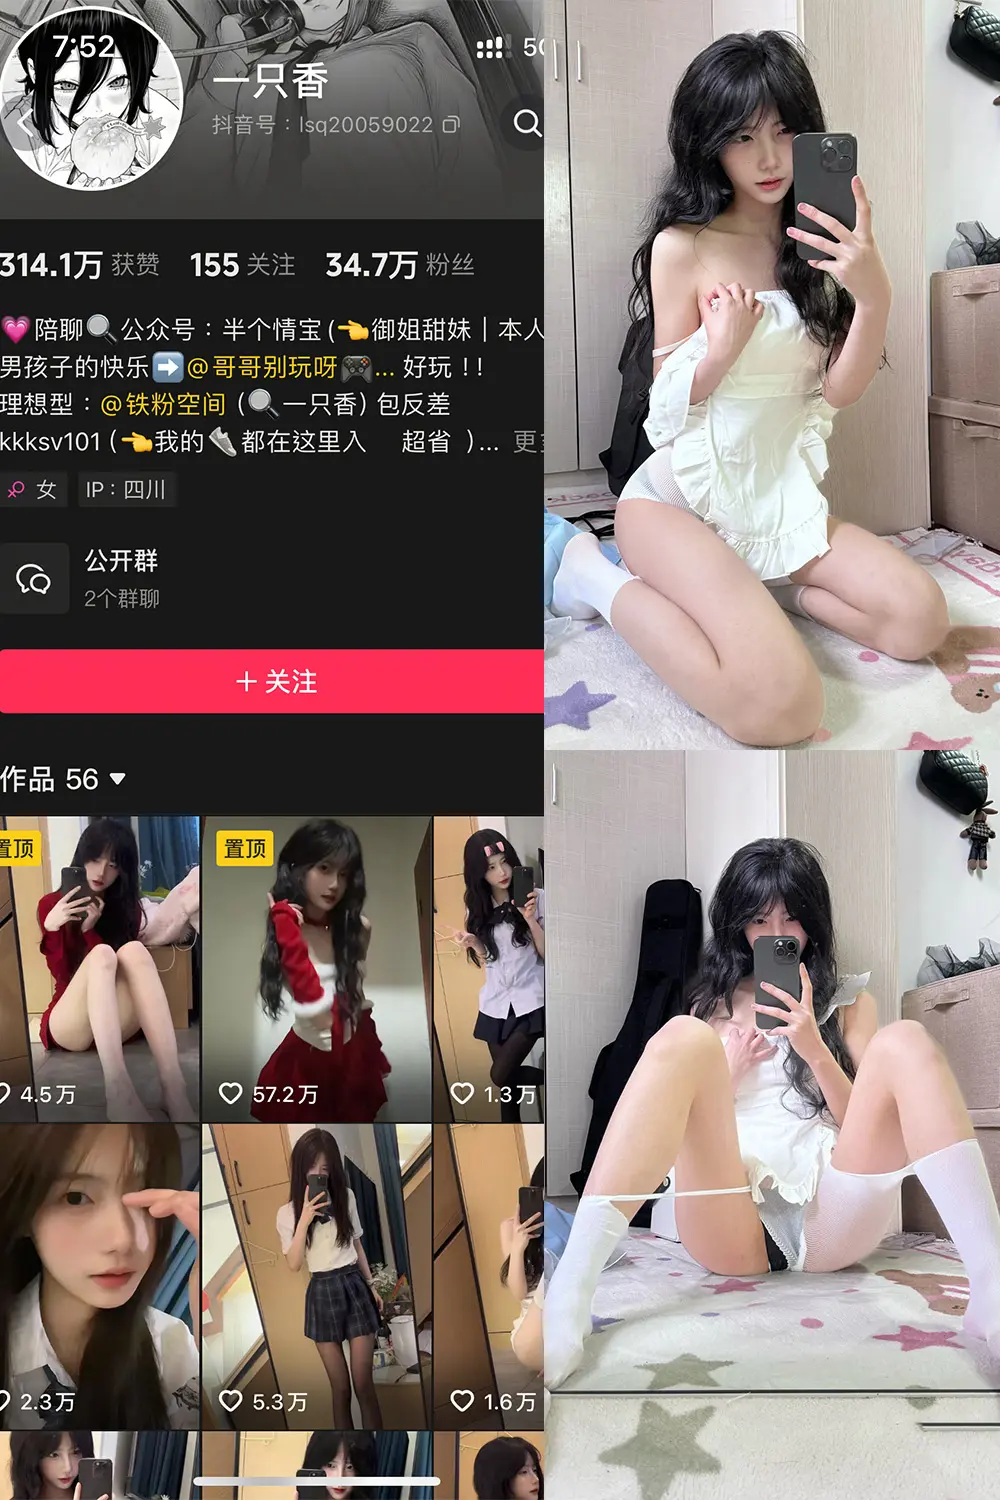 7:52
5G
一只香
抖音号：lsq20059022
314.1万 获赞 155 关注 34.7万 粉丝
💗陪聊🔍公众号：半个情宝(👉御姐甜妹｜本人
男孩子的快乐➡️@哥哥别玩呀🎮... 好玩！！
理想型：@铁粉空间（🔍一只香）包反差
kkksv101 (👉我的👟都在这里入 超省 )... 更
女
IP：四川
公开群
2个群聊
+ 关注
作品 56
置顶
置顶
4.5万
57.2万
1.3万
2.3万
5.3万
1.6万